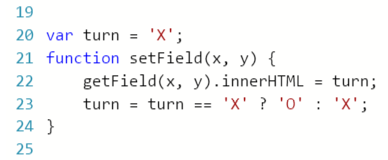 19
20 var turn = 'X';
21 function setField(x, y) {
22     getField(x, y).innerHTML = turn;
23     turn = turn == 'X' ? 'O' : 'X';
24 }
25